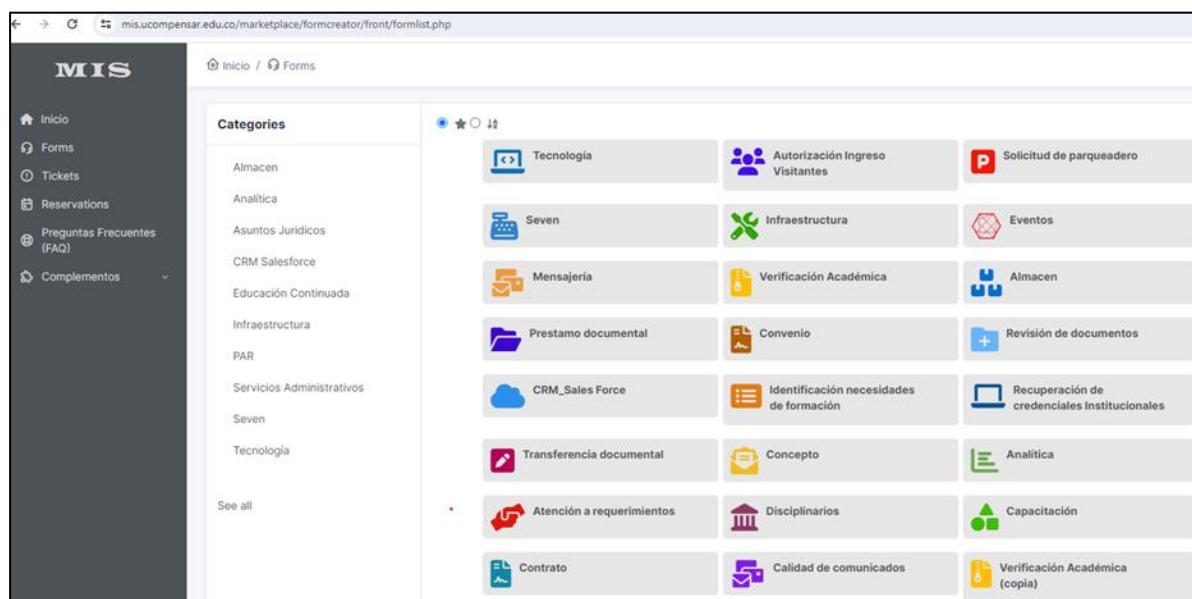 mis.ucompensar.edu.co/marketplace/formcreator/front/formlist.php
MIS
Inicio / Forms
Inicio
Forms
Tickets
Reservations
Preguntas Frecuentes
(FAQ)
Complementos
Categories
Almacen
Analítica
Asuntos Juridicos
CRM Salesforce
Educación Continuada
Infraestructura
PAR
Servicios Administrativos
Seven
Tecnología
See all
Tecnología
Autorización Ingreso
Visitantes
P
Solicitud de parqueadero
Seven
Infraestructura
Eventos
Mensajería
Verificación Académica
Almacen
Prestamo documental
Convenio
Revisión de documentos
CRM_Sales Force
Identificación necesidades
de formación
Recuperación de
credenciales Institucionales
Transferencia documental
Concepto
Analítica
Atención a requerimientos
Disciplinarios
Capacitación
Contrato
Calidad de comunicados
Verificación Académica
(copia)